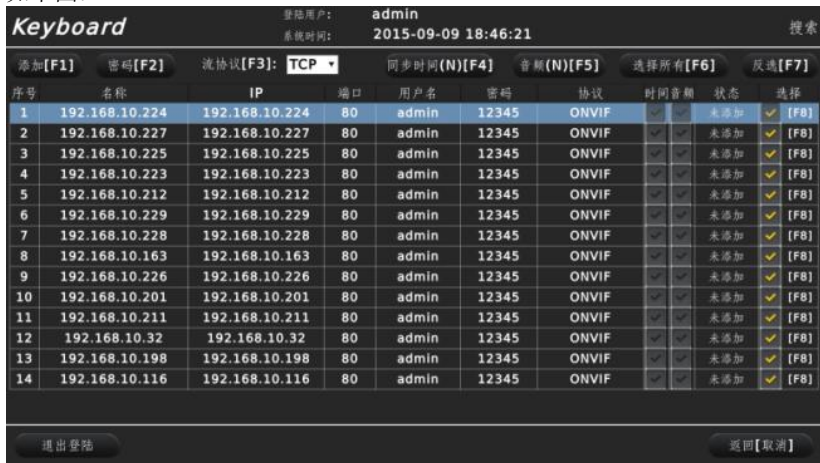 Keyboard 登陆用户: admin 搜索
系统时间: 2015-09-09 18:46:21
添加[F1] 密码[F2] 流协议[F3]: TCP 同步时间(N)[F4] 音频(N)[F5] 选择所有[F6] 反选[F7]
序号 名称 IP 端口 用户名 密码 协议 时间 音频 状态 选择
1 192.168.10.224 192.168.10.224 80 admin 12345 ONVIF 未添加 [F8]
2 192.168.10.227 192.168.10.227 80 admin 12345 ONVIF 未添加 [F8]
3 192.168.10.225 192.168.10.225 80 admin 12345 ONVIF 未添加 [F8]
4 192.168.10.223 192.168.10.223 80 admin 12345 ONVIF 未添加 [F8]
5 192.168.10.212 192.168.10.212 80 admin 12345 ONVIF 未添加 [F8]
6 192.168.10.229 192.168.10.229 80 admin 12345 ONVIF 未添加 [F8]
7 192.168.10.228 192.168.10.228 80 admin 12345 ONVIF 未添加 [F8]
8 192.168.10.163 192.168.10.163 80 admin 12345 ONVIF 未添加 [F8]
9 192.168.10.226 192.168.10.226 80 admin 12345 ONVIF 未添加 [F8]
10 192.168.10.201 192.168.10.201 80 admin 12345 ONVIF 未添加 [F8]
11 192.168.10.211 192.168.10.211 80 admin 12345 ONVIF 未添加 [F8]
12 192.168.10.32 192.168.10.32 80 admin 12345 ONVIF 未添加 [F8]
13 192.168.10.198 192.168.10.198 80 admin 12345 ONVIF 未添加 [F8]
14 192.168.10.116 192.168.10.116 80 admin 12345 ONVIF 未添加 [F8]
退出登陆 返回[取消]